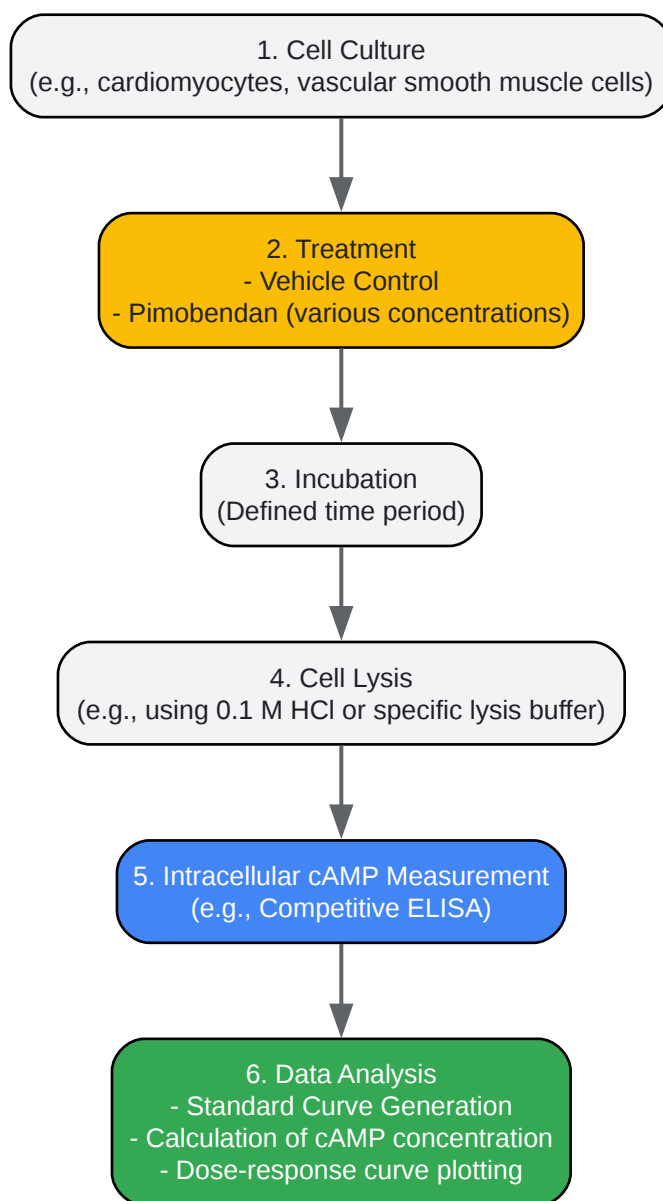 1. Cell Culture
(e.g., cardiomyocytes, vascular smooth muscle cells)
2. Treatment
- Vehicle Control
- Pimobendan (various concentrations)
3. Incubation
(Defined time period)
4. Cell Lysis
(e.g., using 0.1 M HCl or specific lysis buffer)
5. Intracellular cAMP Measurement
(e.g., Competitive ELISA)
6. Data Analysis
- Standard Curve Generation
- Calculation of cAMP concentration
- Dose-response curve plotting